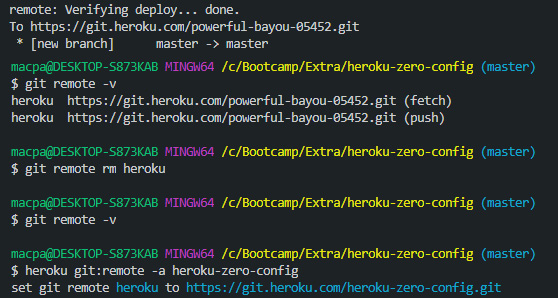 remote: Verifying deploy... done.
To https://git.heroku.com/powerful-bayou-05452.git
 * [new branch]      master -> master
macpa@DESKTOP-S873KAB MINGW64 /c/Bootcamp/Extra/heroku-zero-config (master)
$ git remote -v
heroku  https://git.heroku.com/powerful-bayou-05452.git (fetch)
heroku  https://git.heroku.com/powerful-bayou-05452.git (push)
macpa@DESKTOP-S873KAB MINGW64 /c/Bootcamp/Extra/heroku-zero-config (master)
$ git remote rm heroku
macpa@DESKTOP-S873KAB MINGW64 /c/Bootcamp/Extra/heroku-zero-config (master)
$ git remote -v
macpa@DESKTOP-S873KAB MINGW64 /c/Bootcamp/Extra/heroku-zero-config (master)
$ heroku git:remote -a heroku-zero-config
set git remote heroku to https://git.heroku.com/heroku-zero-config.git